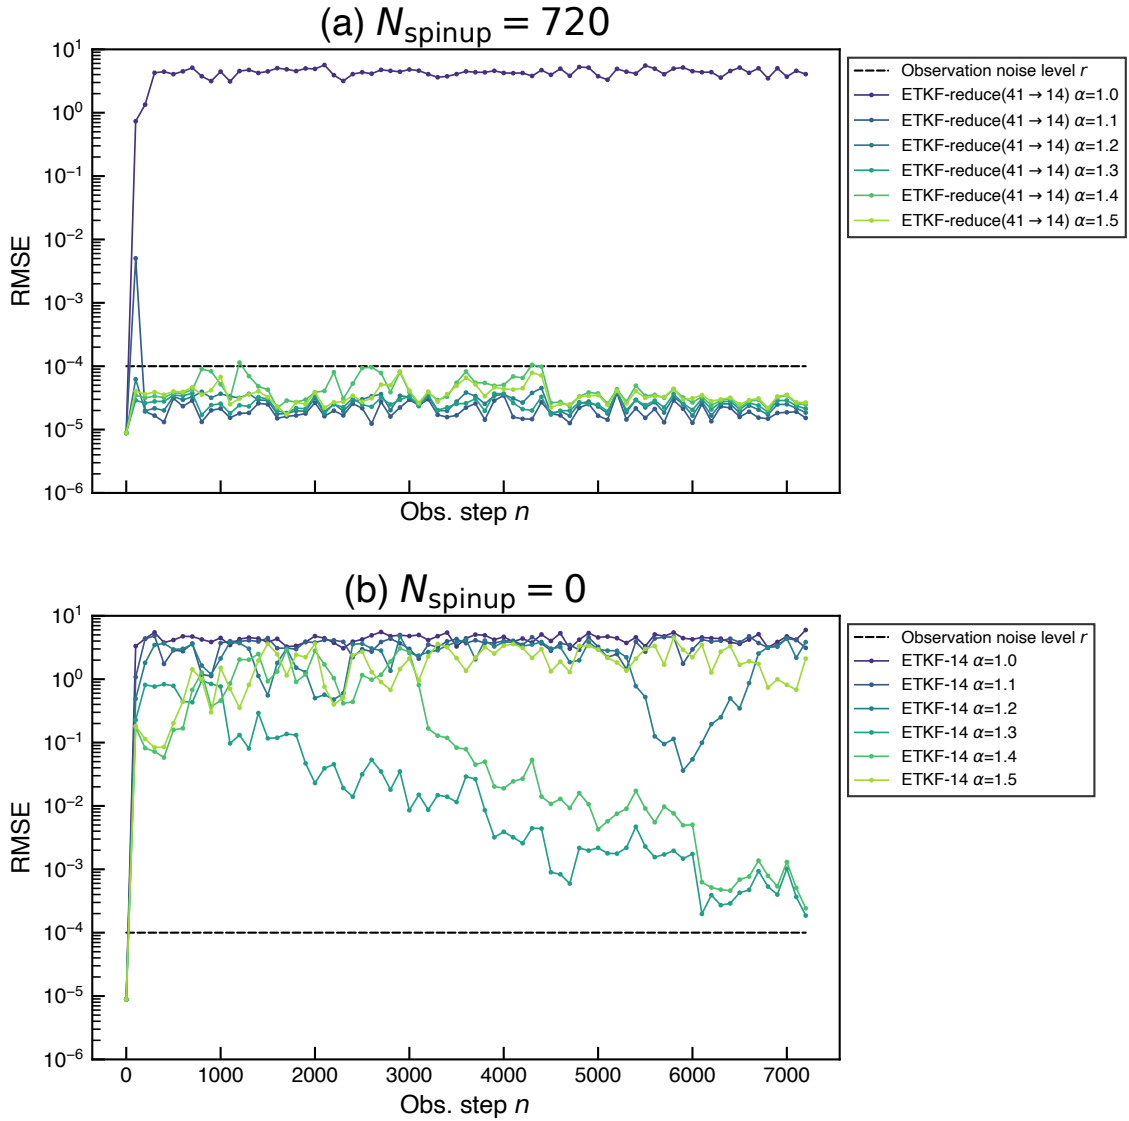 (a) N_spinup = 720
10^1
10^0
10^−1
10^−2
10^−3
10^−4
10^−5
10^−6
RMSE
Obs. step n
Observation noise level r
ETKF-reduce(41→14) α=1.0
ETKF-reduce(41→14) α=1.1
ETKF-reduce(41→14) α=1.2
ETKF-reduce(41→14) α=1.3
ETKF-reduce(41→14) α=1.4
ETKF-reduce(41→14) α=1.5
(b) N_spinup = 0
10^1
10^0
10^−1
10^−2
10^−3
10^−4
10^−5
10^−6
RMSE
0 1000 2000 3000 4000 5000 6000 7000
Obs. step n
Observation noise level r
ETKF-14 α=1.0
ETKF-14 α=1.1
ETKF-14 α=1.2
ETKF-14 α=1.3
ETKF-14 α=1.4
ETKF-14 α=1.5